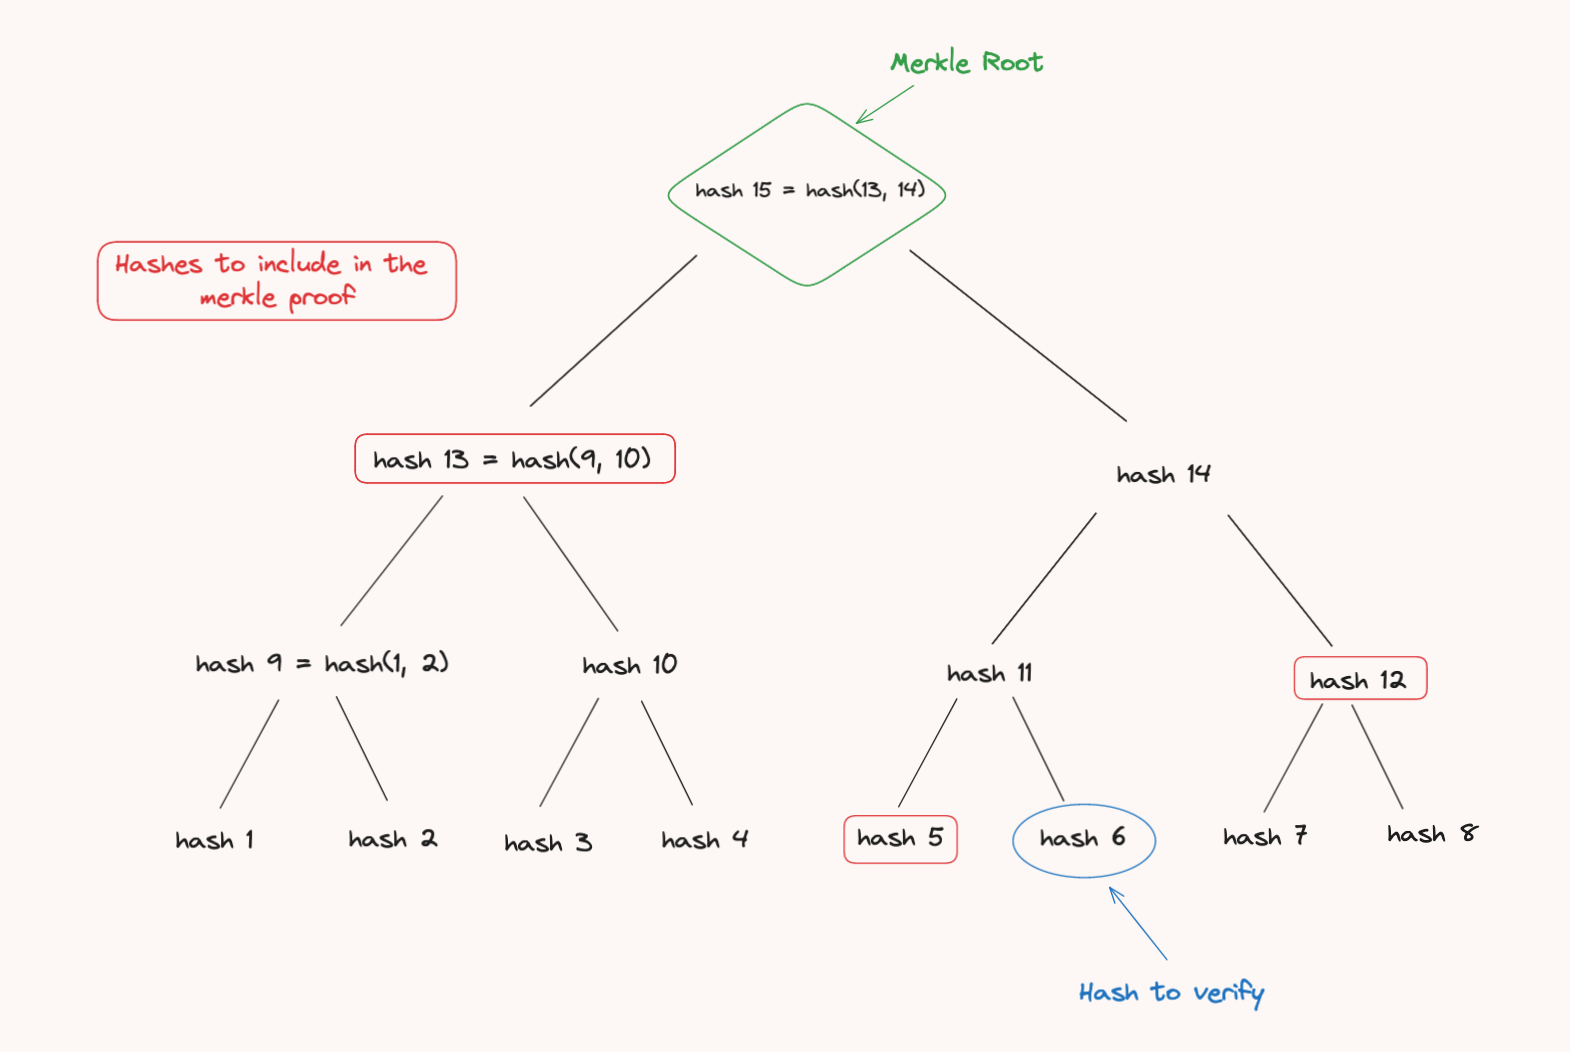 Merkle Root
hash 15 = hash(13, 14)
Hashes to include in the
merkle proof
hash 13 = hash(9, 10)
hash 14
hash 9 = hash(1, 2)
hash 10
hash 11
hash 12
hash 1
hash 2
hash 3
hash 4
hash 5
hash 6
hash 7
hash 8
Hash to verify